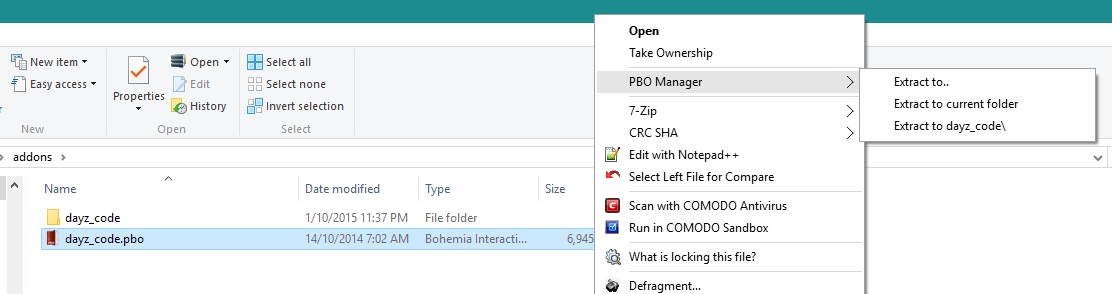 New item
Easy access
New
Properties
Open
Edit
History
Open
Select all
Select none
Invert selection
Select
addons
Name
Date modified
Type
Size
dayz_code
1/10/2015 11:37 PM
File folder
dayz_code.pbo
14/10/2014 7:02 AM
Bohemia Interacti...
6,945
Open
Take Ownership
PBO Manager
7-Zip
CRC SHA
Edit with Notepad++
Select Left File for Compare
Scan with COMODO Antivirus
Run in COMODO Sandbox
What is locking this file?
Defragment...
Extract to..
Extract to current folder
Extract to dayz_code\